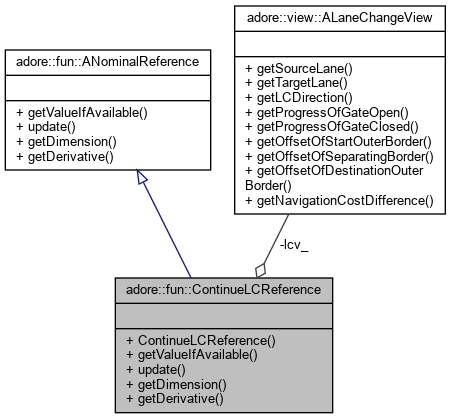 adore::view::ALaneChangeView
+ getSourceLane()
+ getTargetLane()
+ getLCDirection()
+ getProgressOfGateOpen()
+ getProgressOfGateClosed()
+ getOffsetOfStartOuterBorder()
+ getOffsetOfSeparatingBorder()
+ getOffsetOfDestinationOuter
Border()
+ getNavigationCostDifference()
adore::fun::ANominalReference
+ getValueIfAvailable()
+ update()
+ getDimension()
+ getDerivative()
-lcv_
adore::fun::ContinueLCReference
+ ContinueLCReference()
+ getValueIfAvailable()
+ update()
+ getDimension()
+ getDerivative()